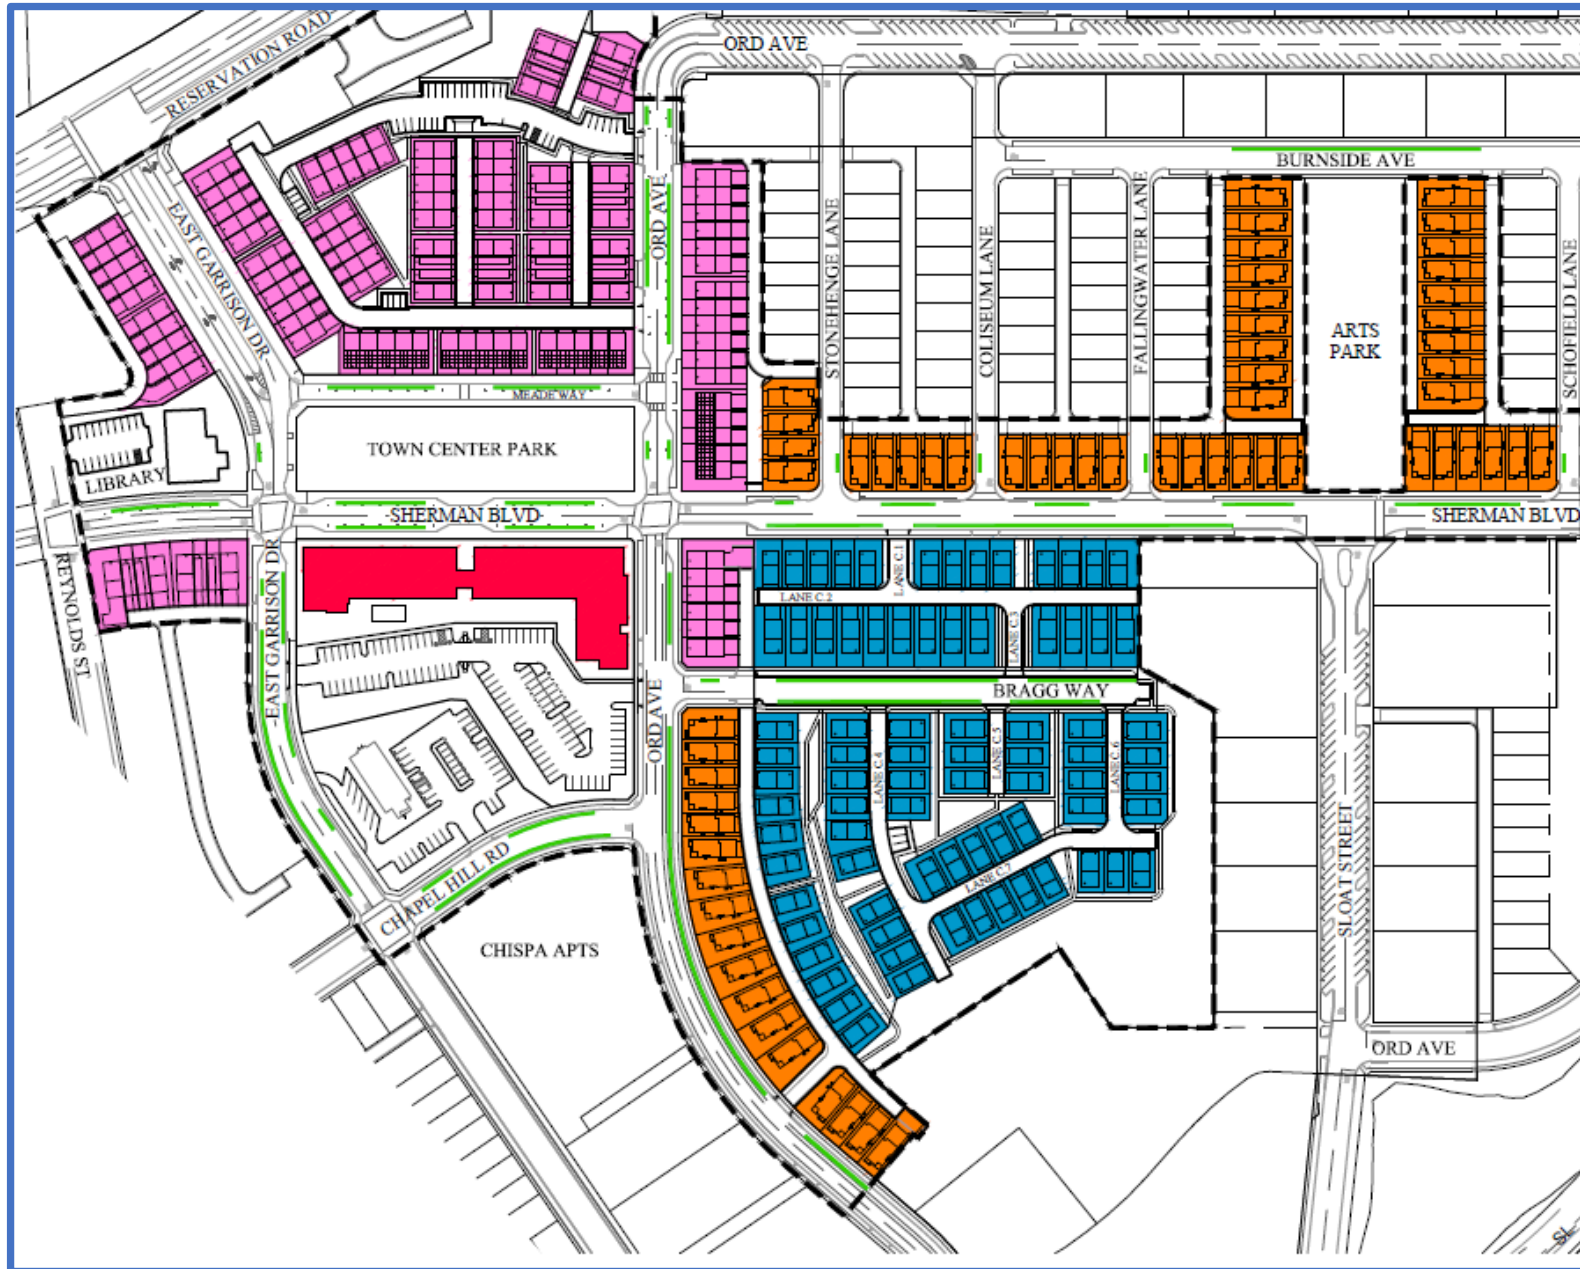 ORD AVE
RESERVATION ROAD
BURNSIDE AVE
EAST GARRISON DR
ORD AVE
STONEHENGE LANE
COLISEUM LANE
FALLINGWATER LANE
SCHOFIELD LANE
ARTS
PARK
MEADE WAY
TOWN CENTER PARK
LIBRARY
SHERMAN BLVD
SHERMAN BLVD
REYNOLDS ST
EAST GARRISON DR
LANE C.1
LANE C.2
LANE C.3
ORD AVE
BRAGG WAY
LANE C.4
LANE C.5
LANE C.6
LANE C.7
SLOAT STREET
CHAPEL HILL RD
CHISPA APTS
ORD AVE
SL